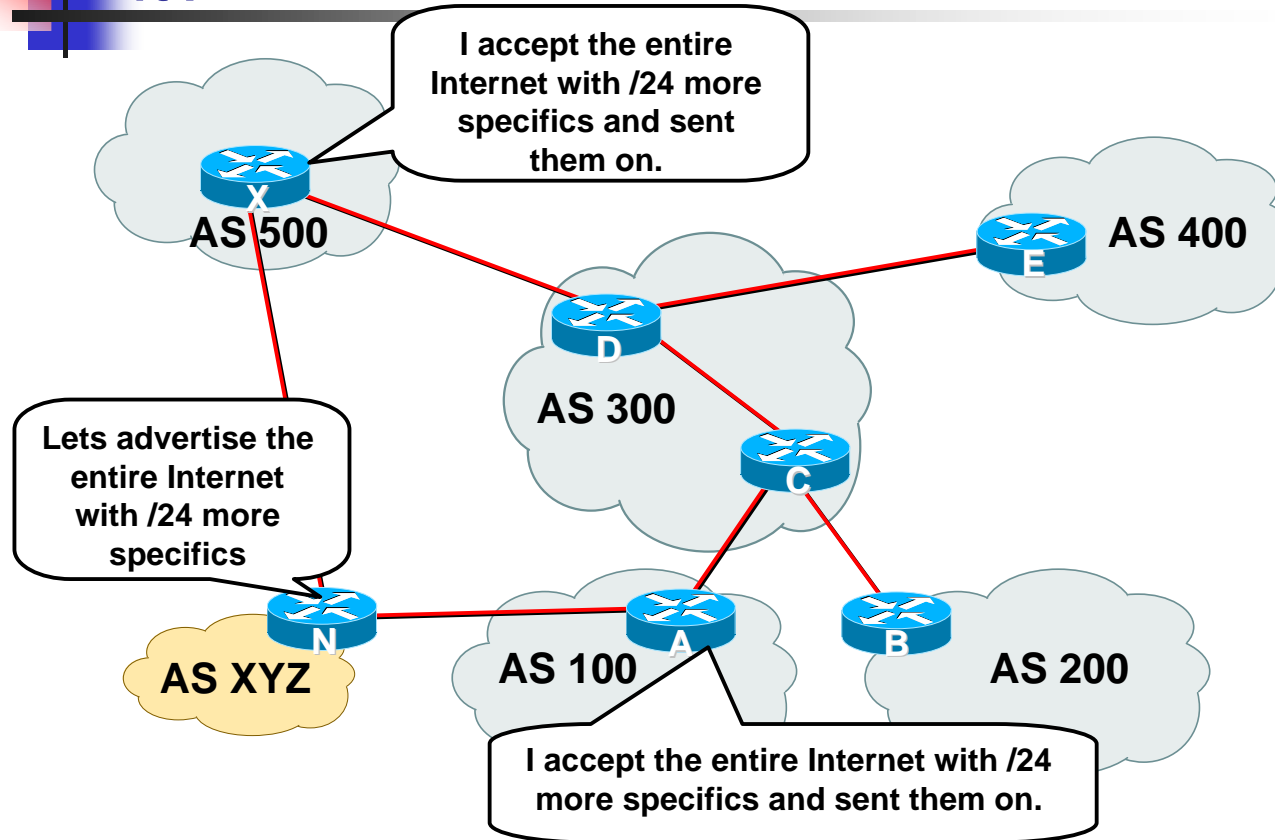 I accept the entire
Internet with /24 more
specifics and sent
them on.
X
AS 500
E
AS 400
D
AS 300
C
Lets advertise the
entire Internet
with /24 more
specifics
N
AS XYZ
A
AS 100
B
AS 200
I accept the entire Internet with /24
more specifics and sent them on.